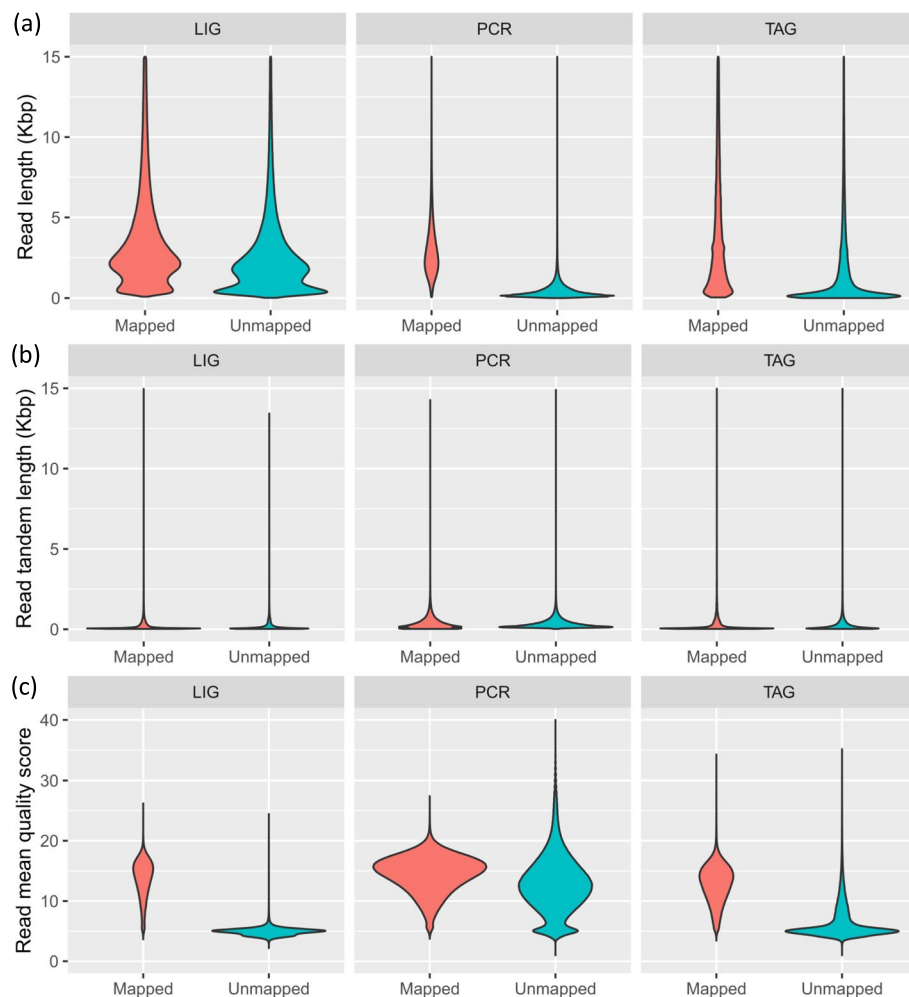 (a)
LIG PCR TAG
Read length (Kbp)
15
10
5
0
Mapped Unmapped Mapped Unmapped Mapped Unmapped
(b)
LIG PCR TAG
Read tandem length (Kbp)
15
10
5
0
Mapped Unmapped Mapped Unmapped Mapped Unmapped
(c)
LIG PCR TAG
Read mean quality score
40
30
20
10
0
Mapped Unmapped Mapped Unmapped Mapped Unmapped